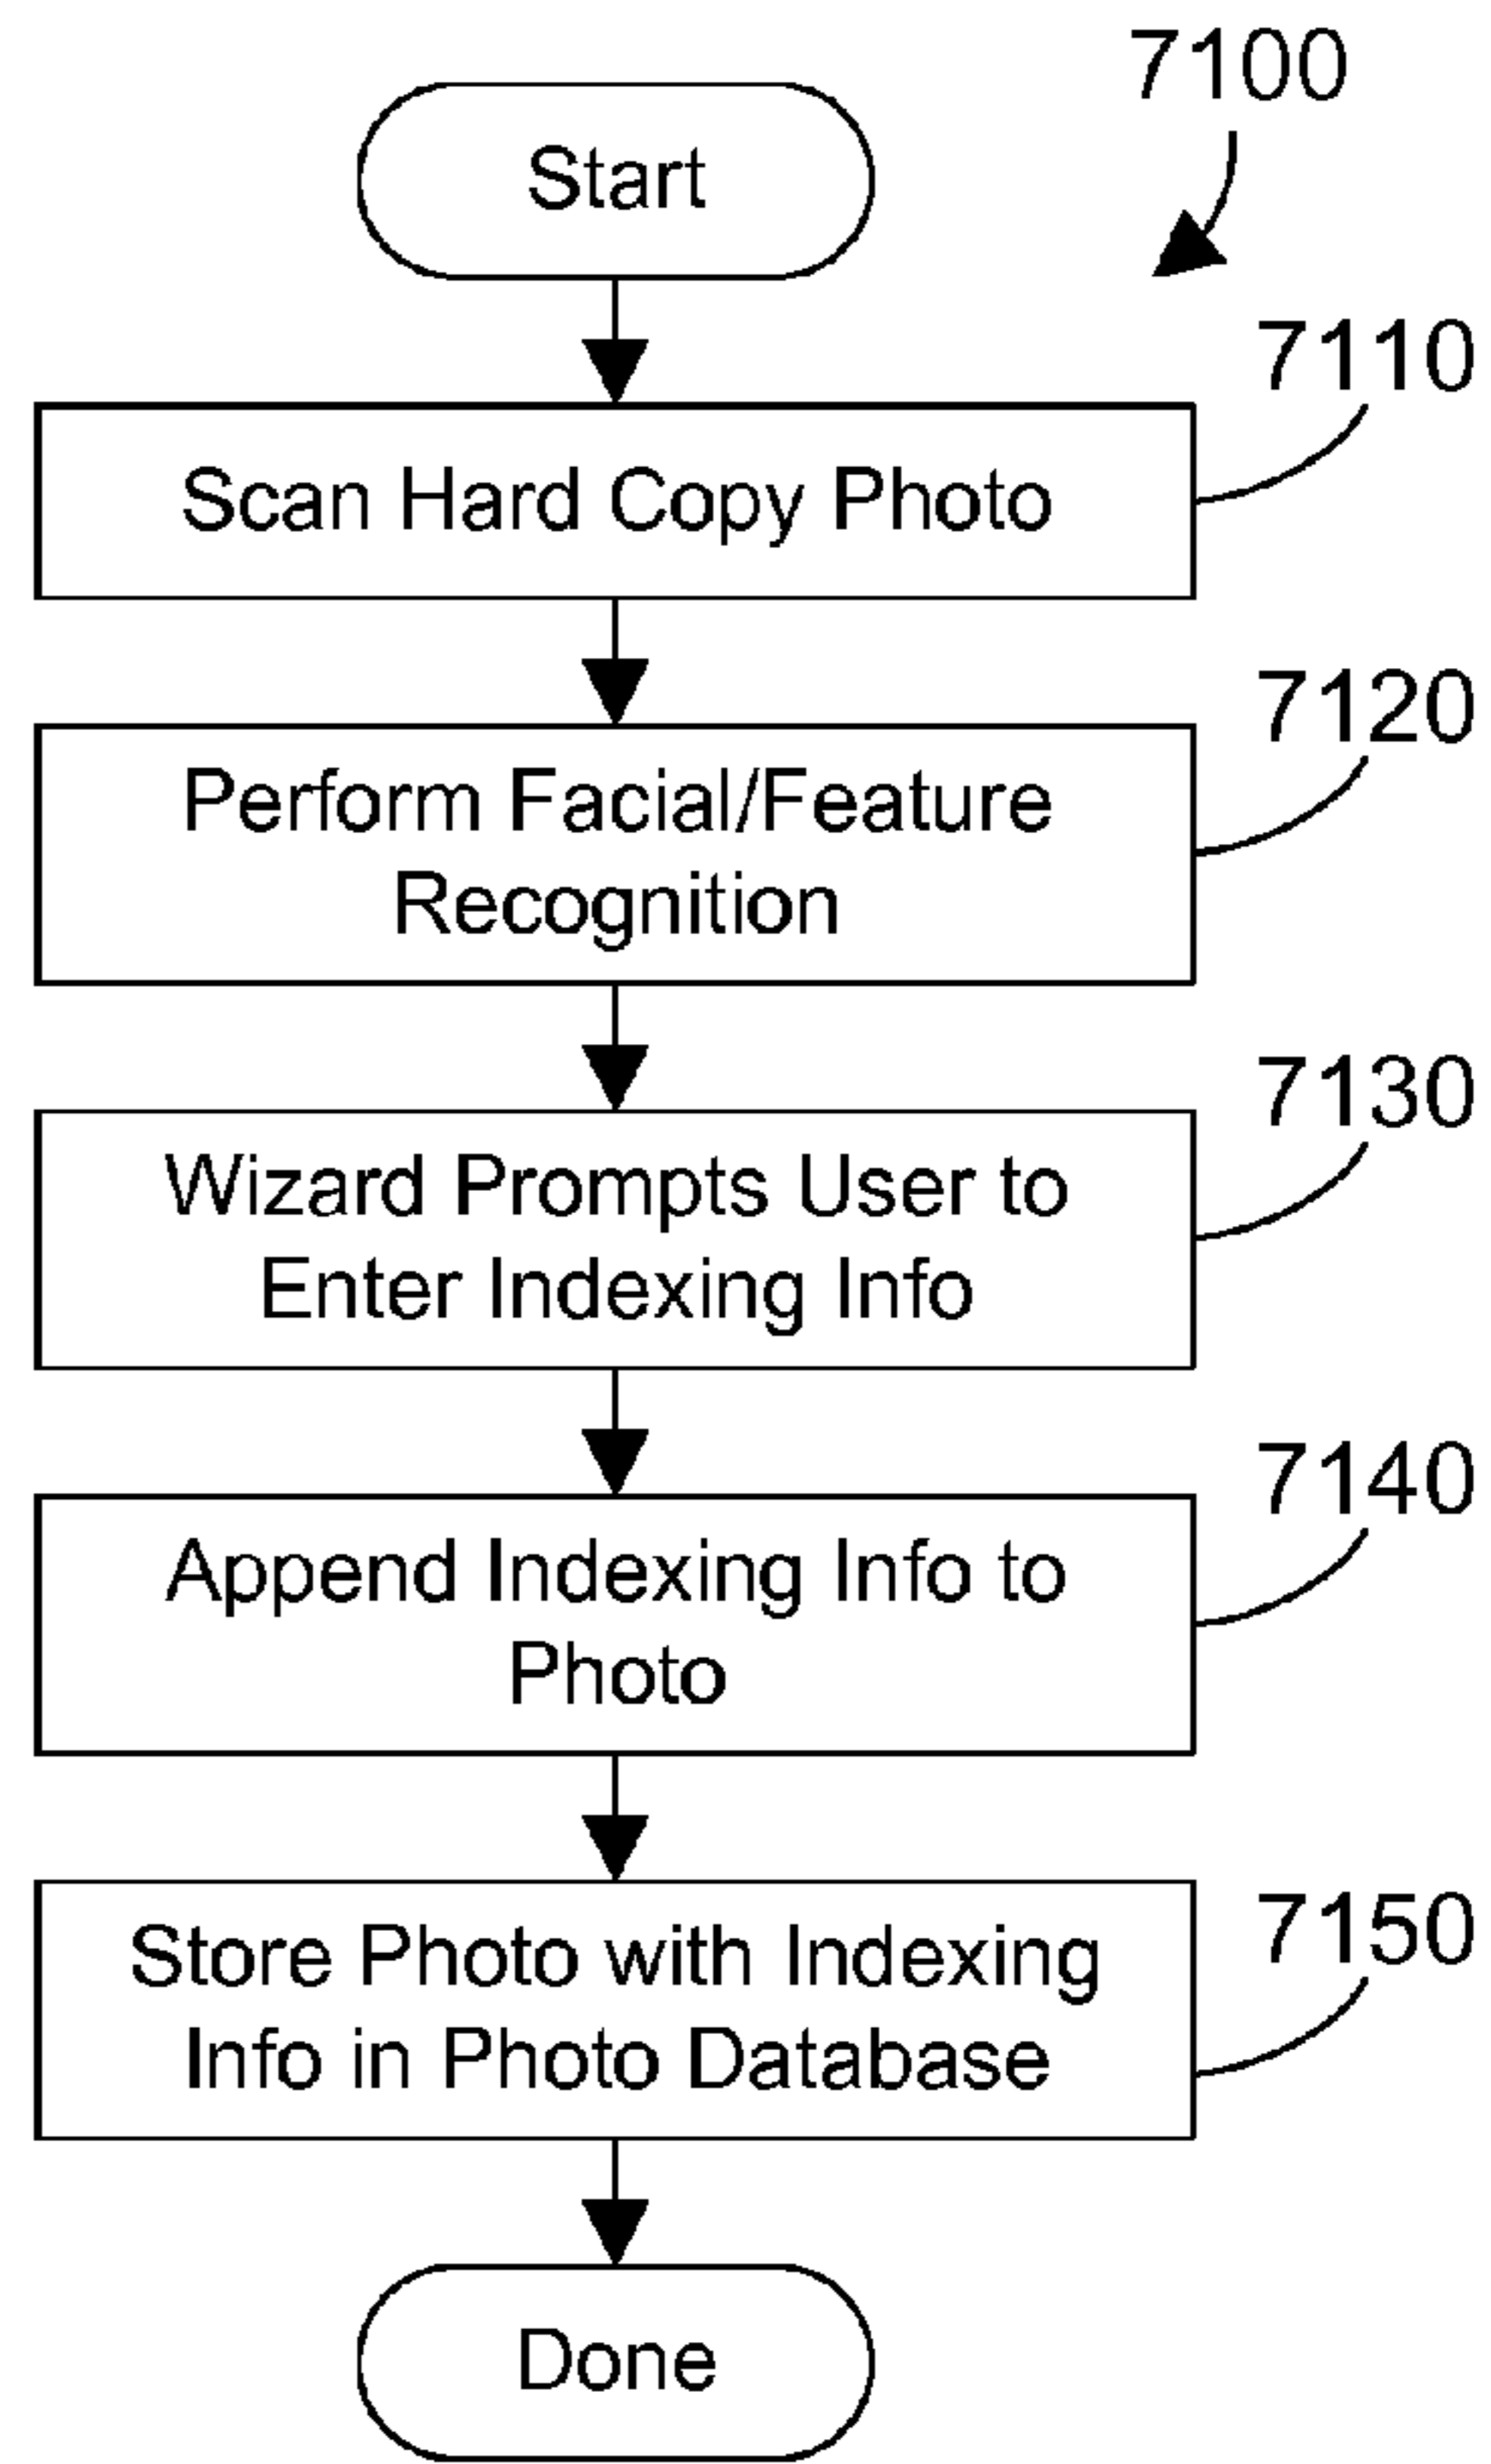 7100
Start
7110
Scan Hard Copy Photo
7120
Perform Facial/Feature
Recognition
7130
Wizard Prompts User to
Enter Indexing Info
7140
Append Indexing Info to
Photo
7150
Store Photo with Indexing
Info in Photo Database
Done